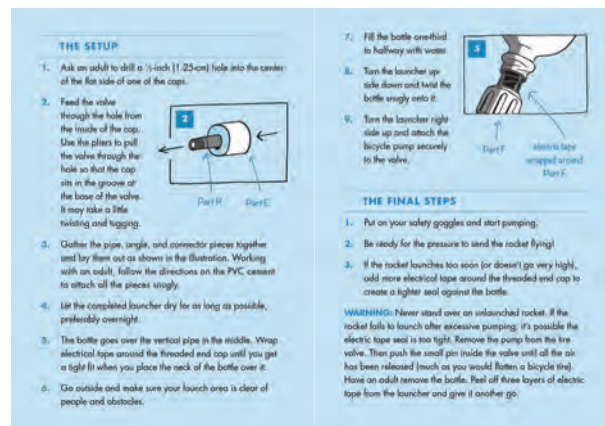 THE SETUP
1. Ask an adult to drill a ½-inch (1.25-cm) hole into the center
of the flat side of one of the caps.
2. Feed the valve
through the hole from
the inside of the cap.
Use the pliers to pull
the valve through the
hole so that the cap
sits in the groove at
the base of the valve.
It may take a little
twisting and tugging.
2
Part H
Part E
3. Gather the pipe, angle, and connector pieces together
and lay them out as shown in the illustration. Working
with an adult, follow the directions on the PVC cement
to attach all the pieces snugly.
4. Let the completed launcher dry for as long as possible,
preferably overnight.
5. The bottle goes over the vertical pipe in the middle. Wrap
electrical tape around the threaded end cap until you get
a tight fit when you place the neck of the bottle over it.
6. Go outside and make sure your launch area is clear of
people and obstacles.
7. Fill the bottle one-third
to halfway with water.
8. Turn the launcher up-
side down and twist the
bottle snugly onto it.
9. Turn the launcher right-
side up and attach the
bicycle pump securely
to the valve.
5
Part F
electric tape
wrapped around
Part F
THE FINAL STEPS
1. Put on your safety goggles and start pumping.
2. Be ready for the pressure to send the rocket flying!
3. If the rocket launches too soon (or doesn't go very high),
add more electrical tape around the threaded end cap to
create a tighter seal against the bottle.
WARNING: Never stand over an unlaunched rocket. If the
rocket fails to launch after excessive pumping, it's possible the
electric tape seal is too tight. Remove the pump from the tire
valve. Then push the small pin inside the valve until all the air
has been released (much as you would flatten a bicycle tire).
Have an adult remove the bottle. Peel off three layers of electric
tape from the launcher and give it another go.